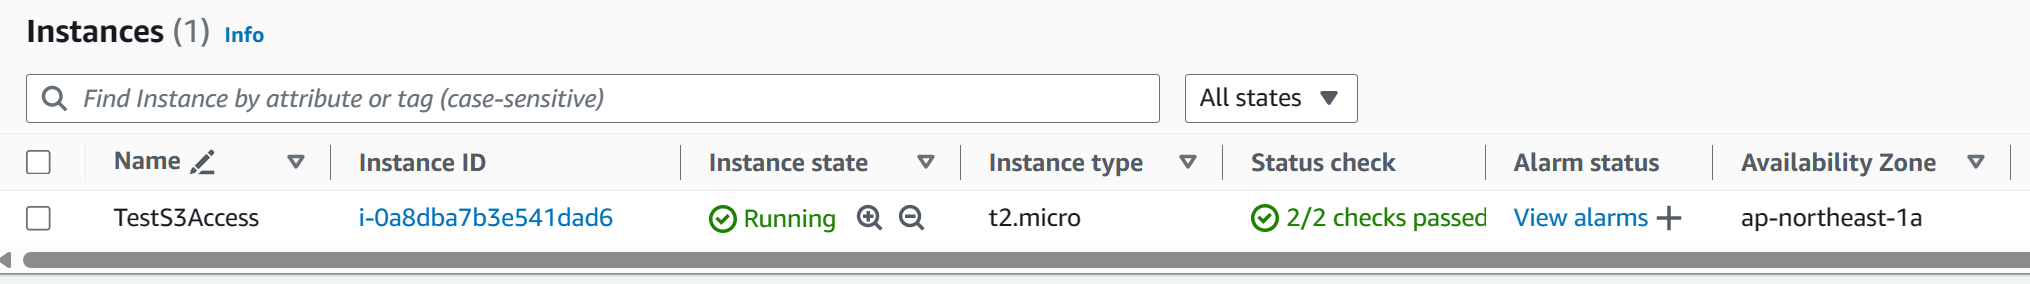 Instances (1) Info
Find Instance by attribute or tag (case-sensitive) All states
Name Instance ID Instance state Instance type Status check Alarm status Availability Zone
TestS3Access i-0a8dba7b3e541dad6 Running t2.micro 2/2 checks passed View alarms + ap-northeast-1a